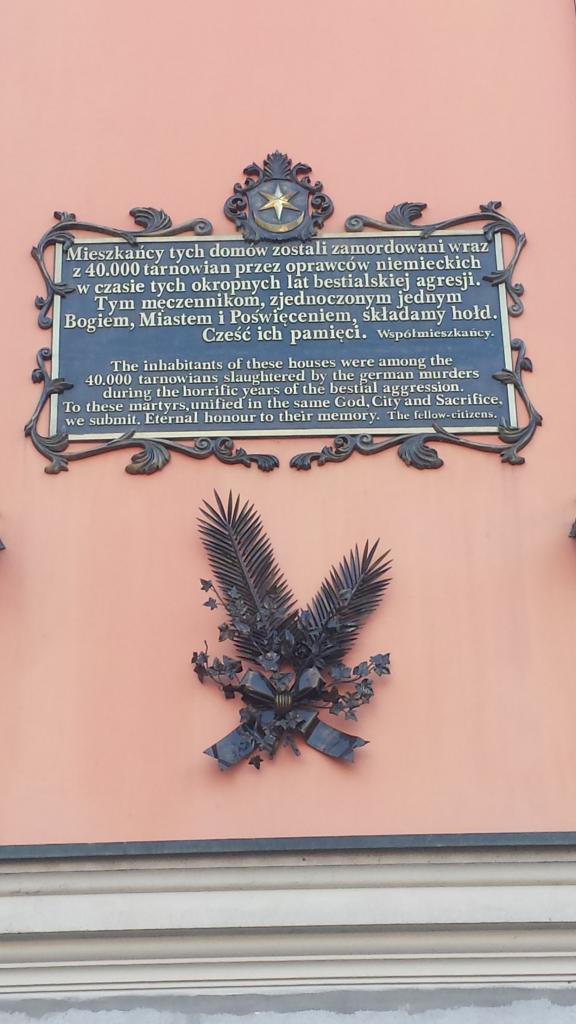 Mieszkańcy tych domów zostali zamordowani wraz
z 40.000 tarnowian przez oprawców niemieckich
w czasie tych okropnych lat bestialskiej agresji.
Tym męczennikom, zjednoczonym jednym
Bogiem, Miastem i Poświęceniem, składamy hołd.
Cześć ich pamięci. Współmieszkańcy.
The inhabitants of these houses were among the
40.000 tarnowians slaughtered by the german murders
during the horrific years of the bestial aggression.
To these martyrs, unified in the same God, City and Sacrifice,
we submit. Eternal honour to their memory. The fellow-citizens.